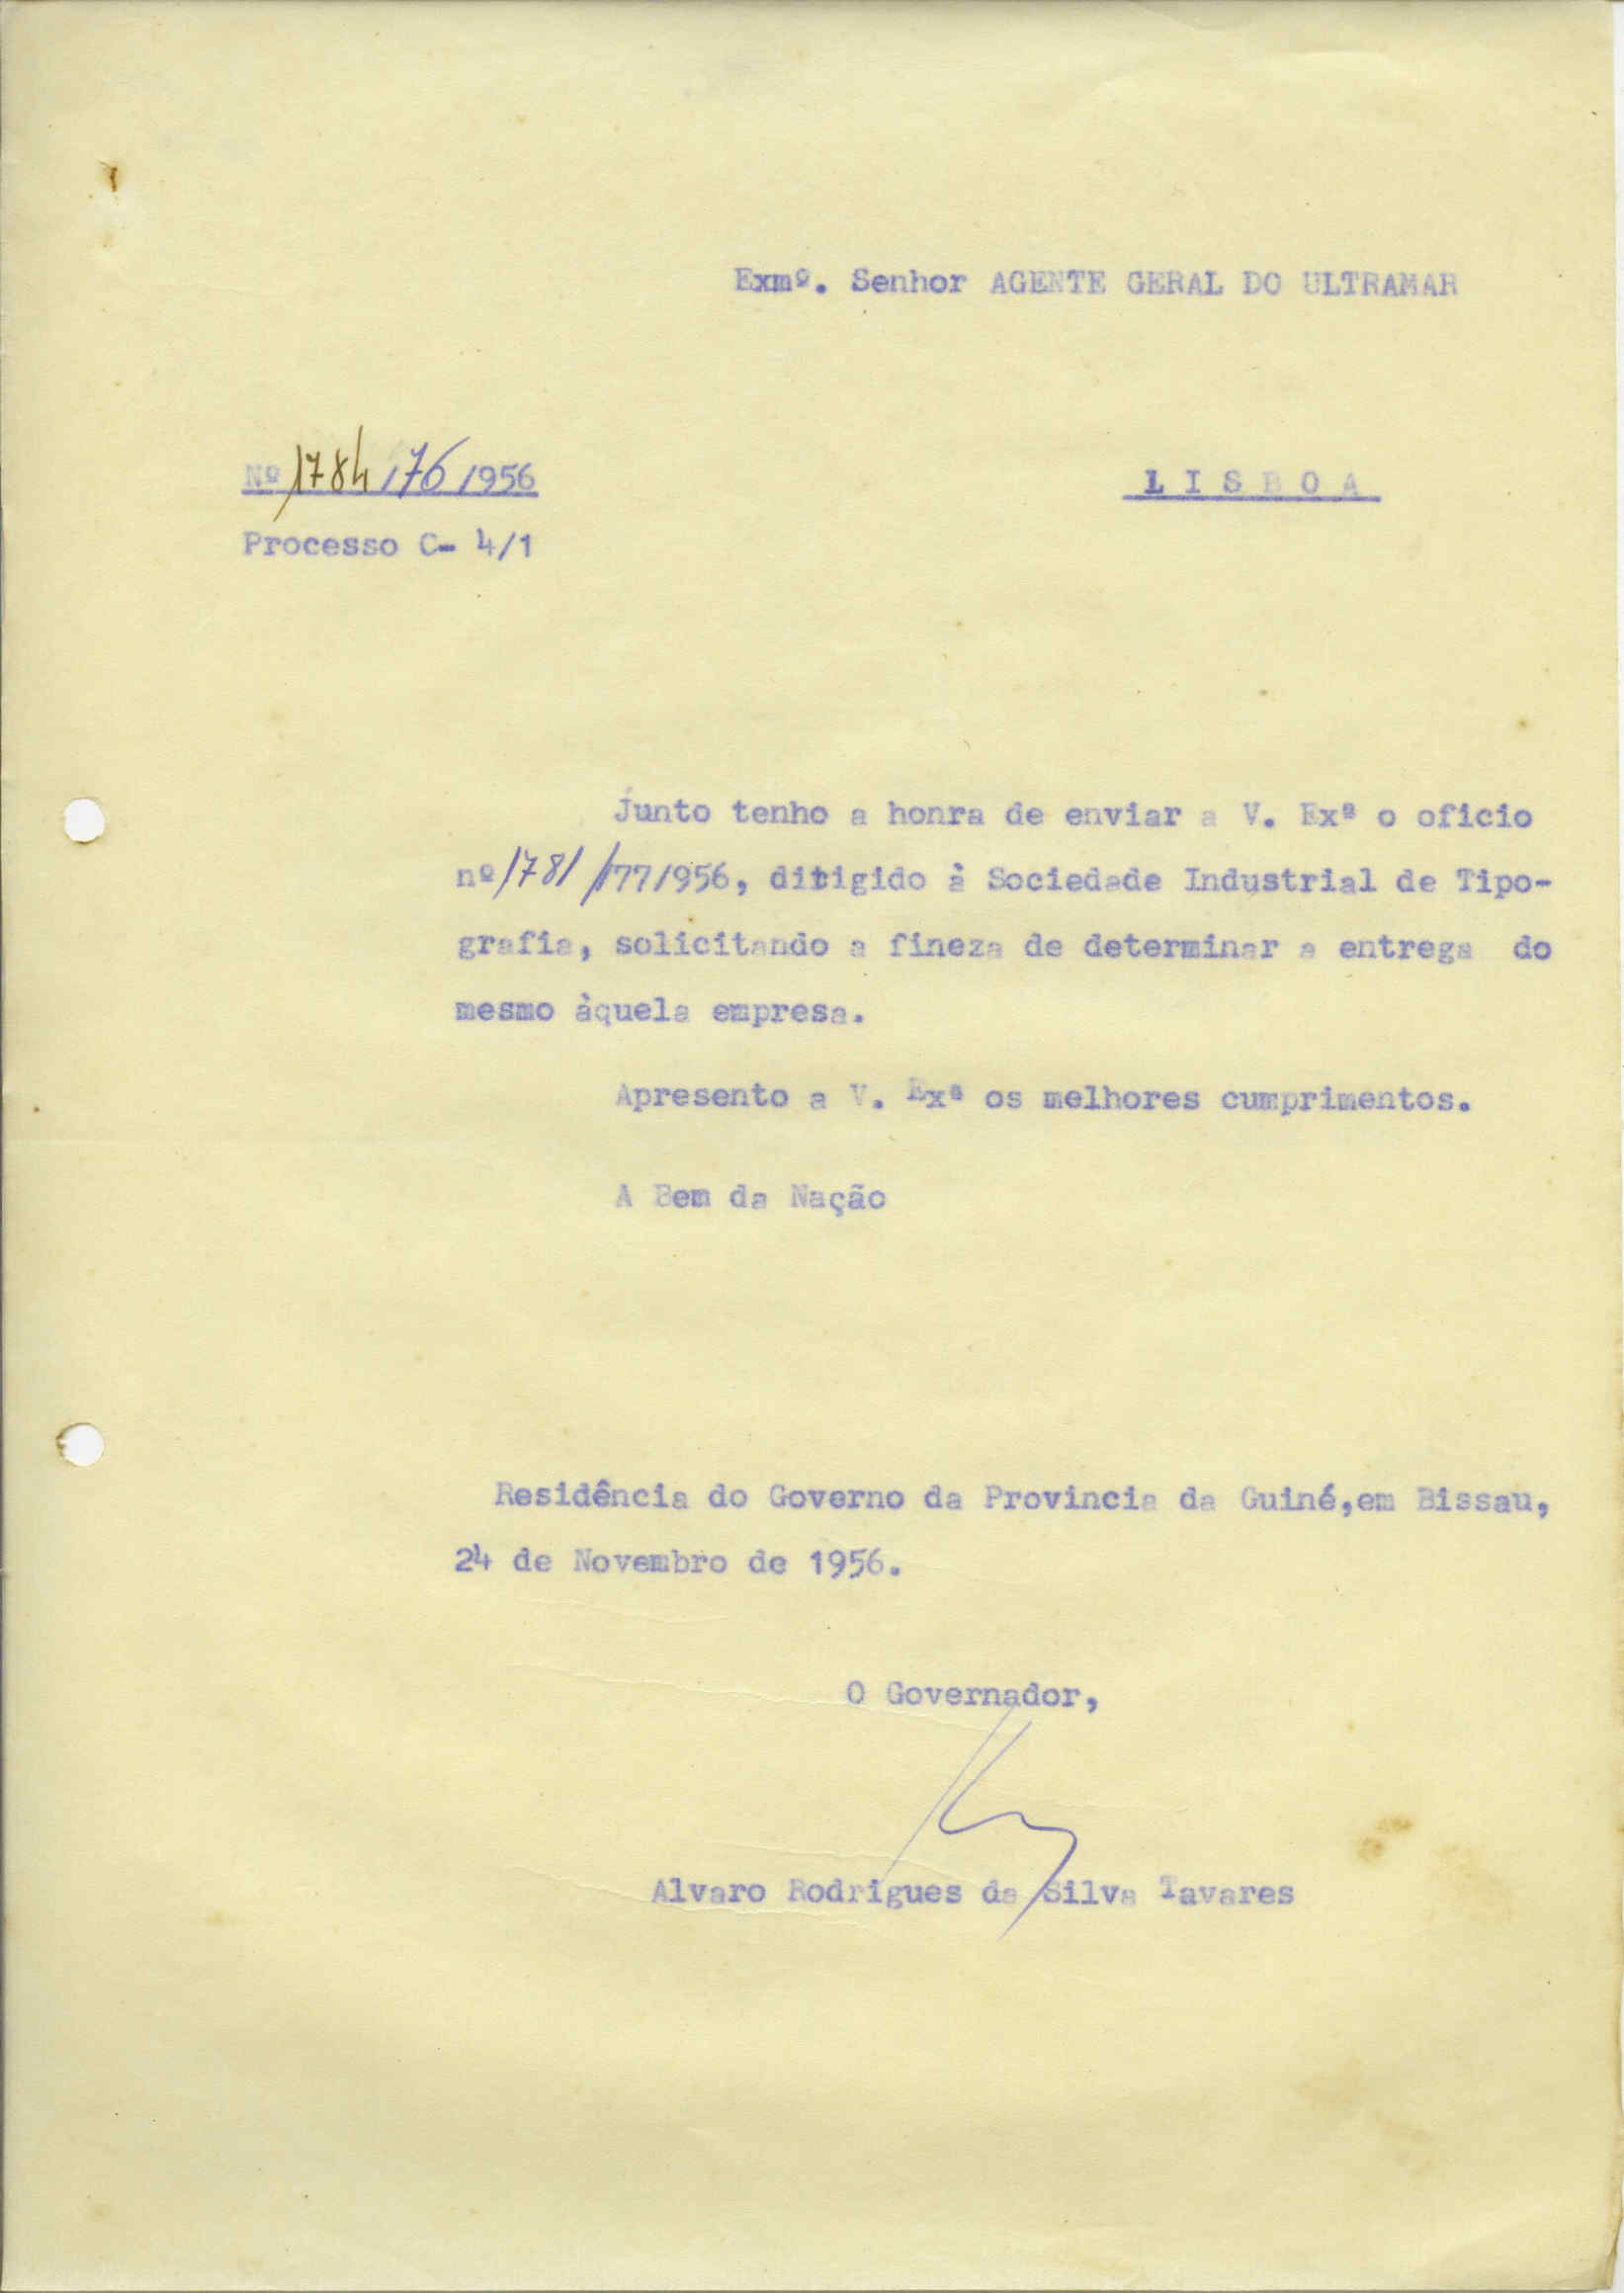 Exmº. Senhor AGENTE GERAL DO ULTRAMAR
Nº 1784/76/1956
LISBOA
Processo C- 4/1
Junto tenho a honra de enviar a V. Exª o oficio
nº 1781/177/1956, dirigido à Sociedade Industrial de Tipo-
grafia, solicitando a fineza de determinar a entrega do
mesmo àquela empresa.
Apresento a V. Exª os melhores cumprimentos.
A Bem da Nação
Residência do Governo da Provincia da Guiné,em Bissau,
24 de Novembro de 1956.
O Governador,
Alvaro Rodrigues da Silva Tavares